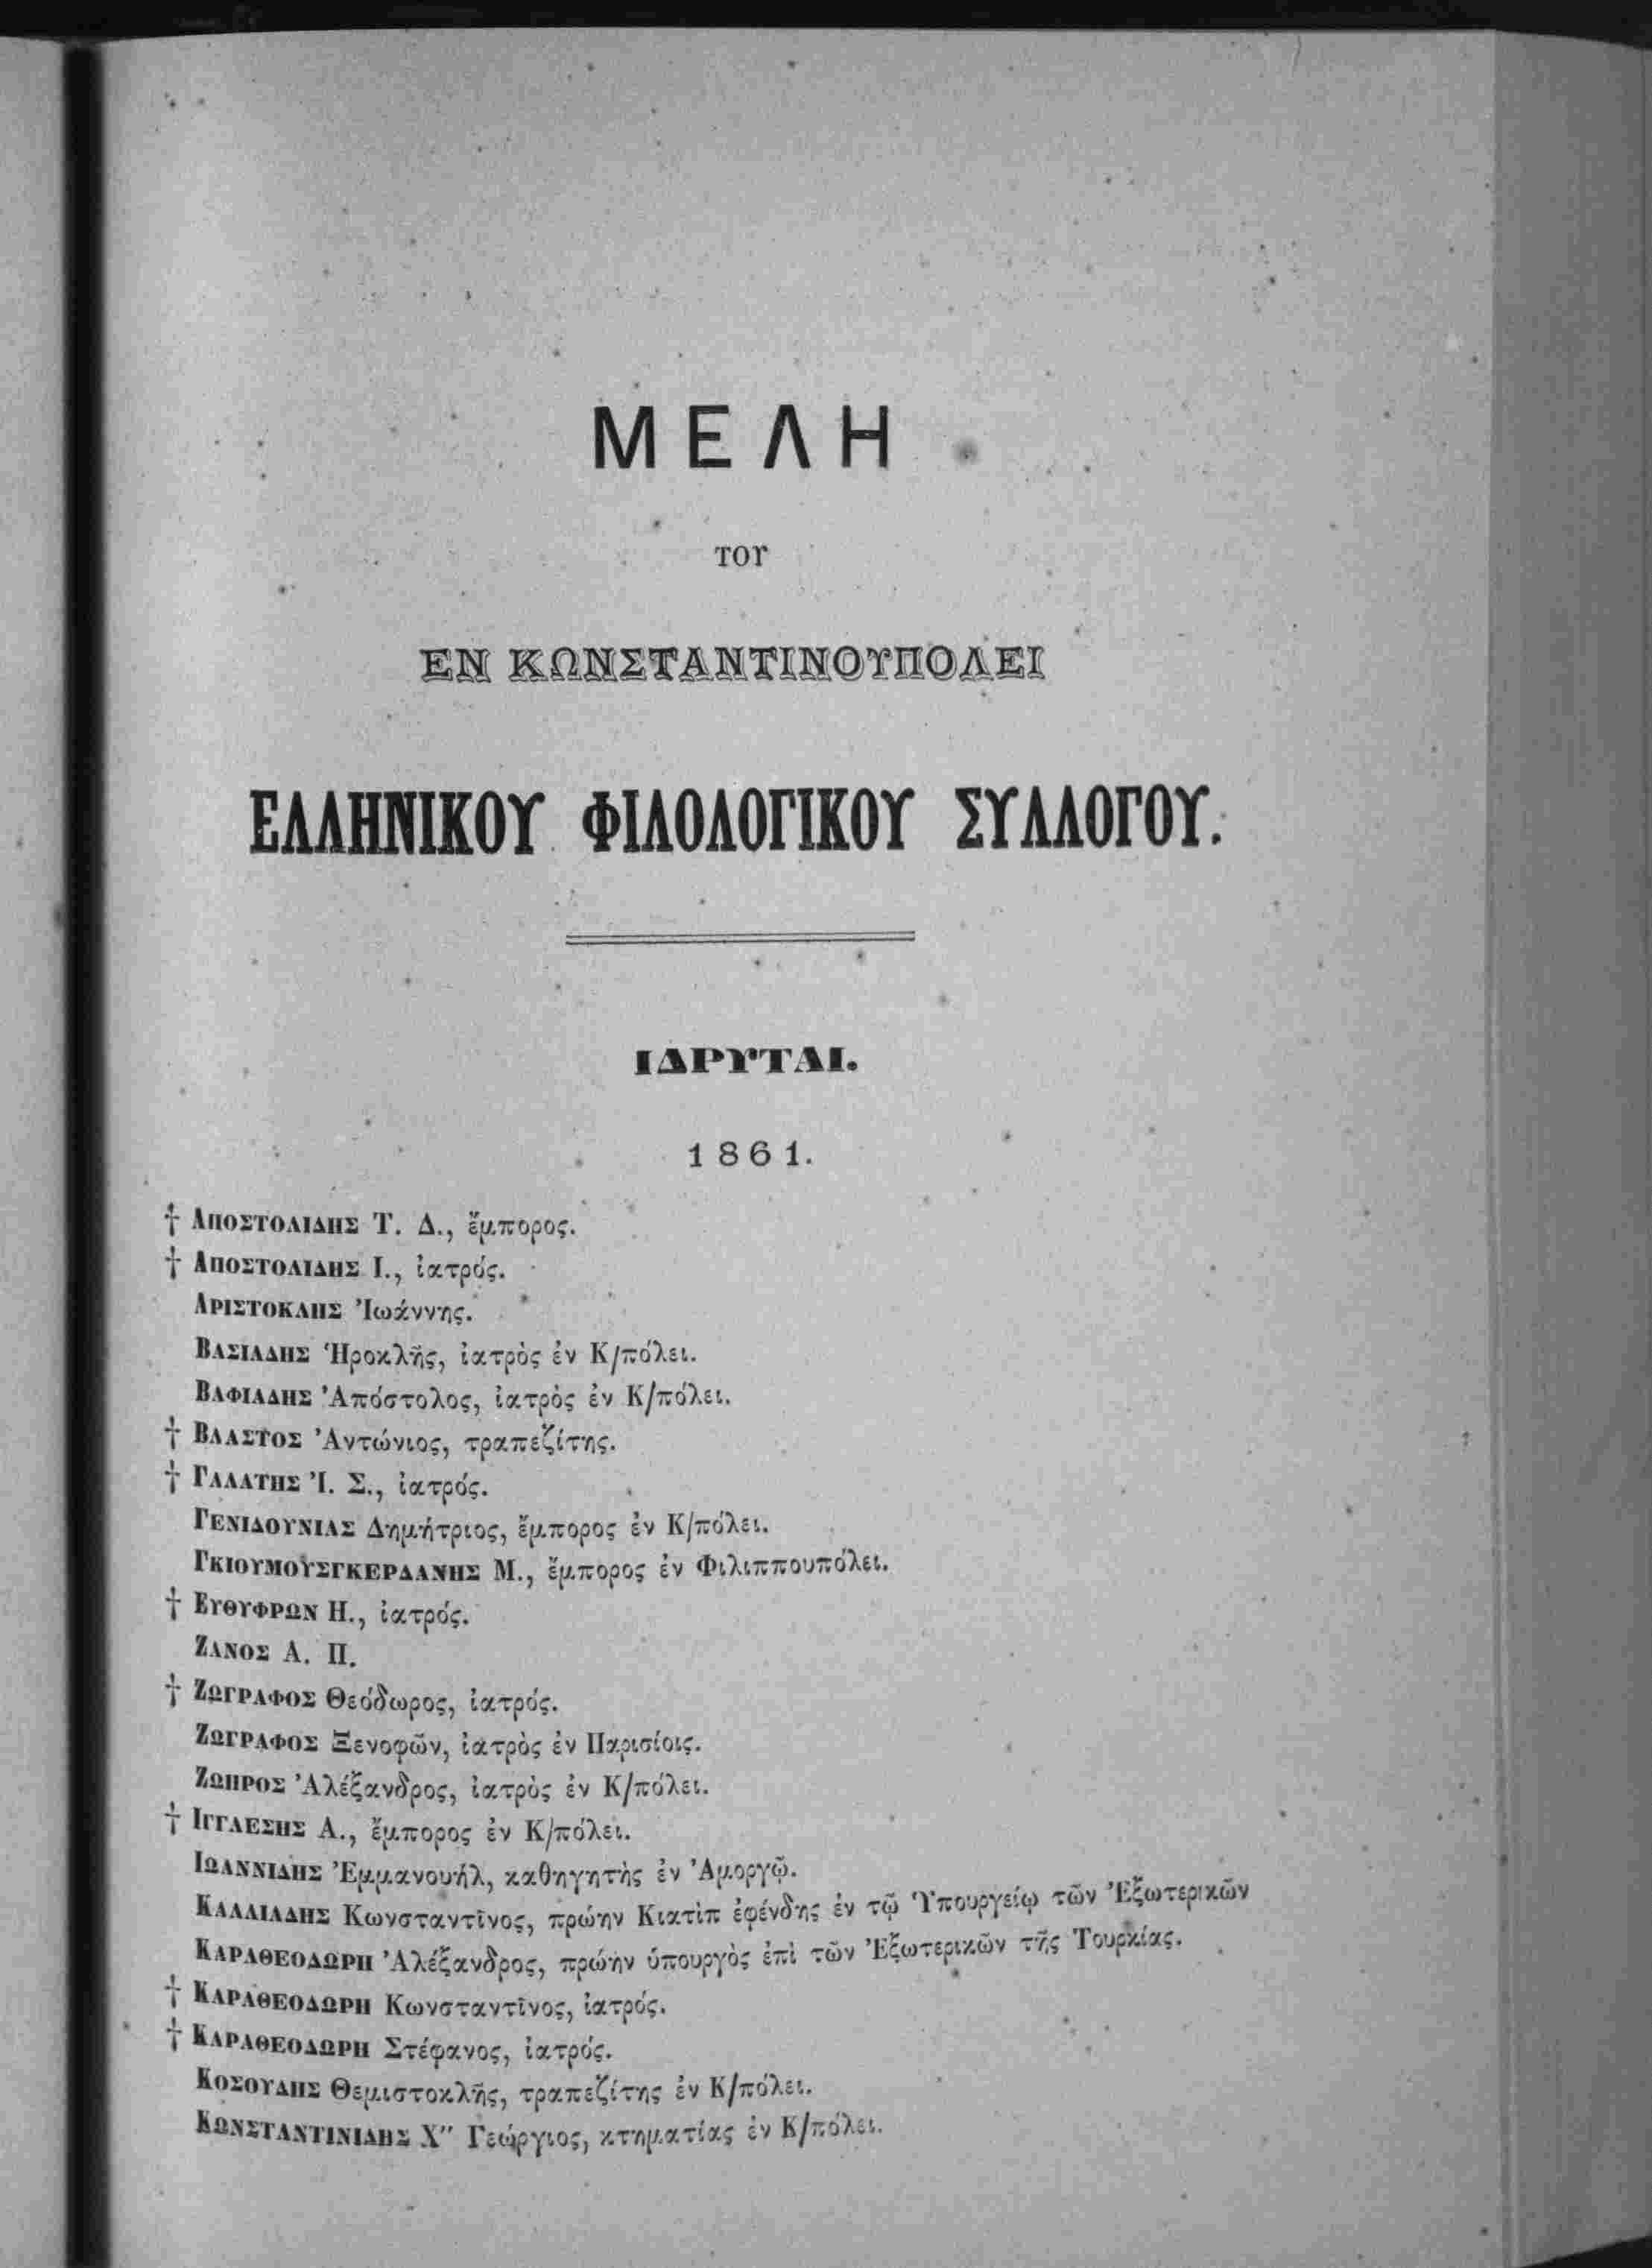 ΜΕΛΗ
ΤΟΥ
ΕΝ ΚΩΝΣΤΑΝΤΙΝΟΥΠΟΛΕΙ
ΕΛΛΗΝΙΚΟΥ ΦΙΛΟΛΟΓΙΚΟΥ ΣΥΛΛΟΓΟΥ.
ΙΔΡΥΤΑΙ.
1861.
† ΑΠΟΣΤΟΛΙΔΗΣ Τ. Δ., ἔμπορος.
† ΑΠΟΣΤΟΛΙΔΗΣ Ι., ἰατρός.
ΑΡΙΣΤΟΚΛΗΣ Ἰωάννης.
ΒΑΣΙΑΔΗΣ Ἡροκλῆς, ἰατρὸς ἐν Κ/πόλει.
ΒΑΦΙΑΔΗΣ Ἀπόστολος, ἰατρὸς ἐν Κ/πόλει.
† ΒΛΑΣΤΟΣ Ἀντώνιος, τραπεζίτης.
† ΓΑΛΑΤΗΣ Ἰ. Σ., ἰατρός.
ΓΕΝΙΔΟΥΝΙΑΣ Δημήτριος, ἔμπορος ἐν Κ/πόλει.
ΓΚΙΟΥΜΟΥΣΓΚΕΡΔΑΝΗΣ Μ., ἔμπορος ἐν Φιλιππουπόλει.
† ΕΥΘΥΦΡΩΝ Η., ἰατρός.
ΖΑΝΟΣ Α. Π.
† ΖΩΓΡΑΦΟΣ Θεόδωρος, ἰατρός.
ΖΩΓΡΑΦΟΣ Ξενοφῶν, ἰατρὸς ἐν Παρισίοις.
ΖΩΗΡΟΣ Ἀλέξανδρος, ἰατρὸς ἐν Κ/πόλει.
† ΙΓΓΛΕΣΗΣ Α., ἔμπορος ἐν Κ/πόλει.
ΙΩΑΝΝΙΔΗΣ Ἐμμανουήλ, καθηγητὴς ἐν Ἀμοργῷ.
ΚΑΛΛΙΑΔΗΣ Κωνσταντῖνος, πρώην Κιατὶπ ἐφένδης ἐν τῷ Ὑπουργείῳ τῶν Ἐξωτερικῶν
ΚΑΡΑΘΕΟΔΩΡΗ Ἀλέξανδρος, πρώην ὑπουργὸς ἐπὶ τῶν Ἐξωτερικῶν τῆς Τουρκίας.
† ΚΑΡΑΘΕΟΔΩΡΗ Κωνσταντῖνος, ἰατρός.
† ΚΑΡΑΘΕΟΔΩΡΗ Στέφανος, ἰατρός.
ΚΟΣΟΥΔΗΣ Θεμιστοκλῆς, τραπεζίτης ἐν Κ/πόλει.
ΚΩΝΣΤΑΝΤΙΝΙΔΗΣ Χ" Γεώργιος, κτηματίας ἐν Κ/πόλει.